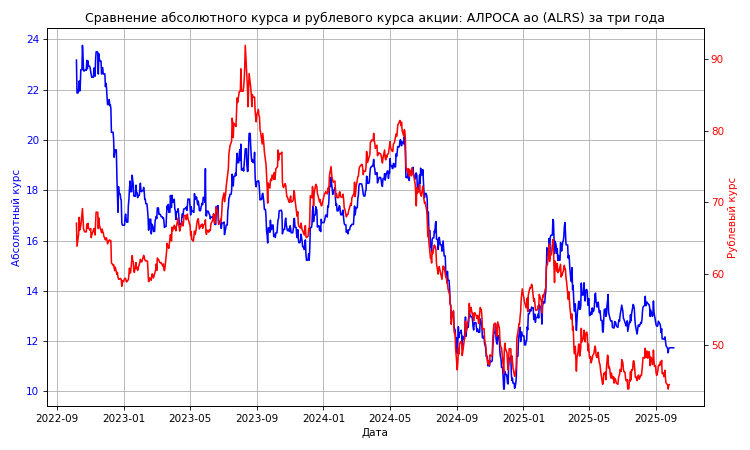 Сравнение абсолютного курса и рублевого курса акции: АЛРОСА ао (ALRS) за три года
24
22
20
18
16
14
12
10
Абсолютный курс
90
80
70
60
50
Рублевый курс
2022-09 2023-01 2023-05 2023-09 2024-01 2024-05 2024-09 2025-01 2025-05 2025-09
Дата